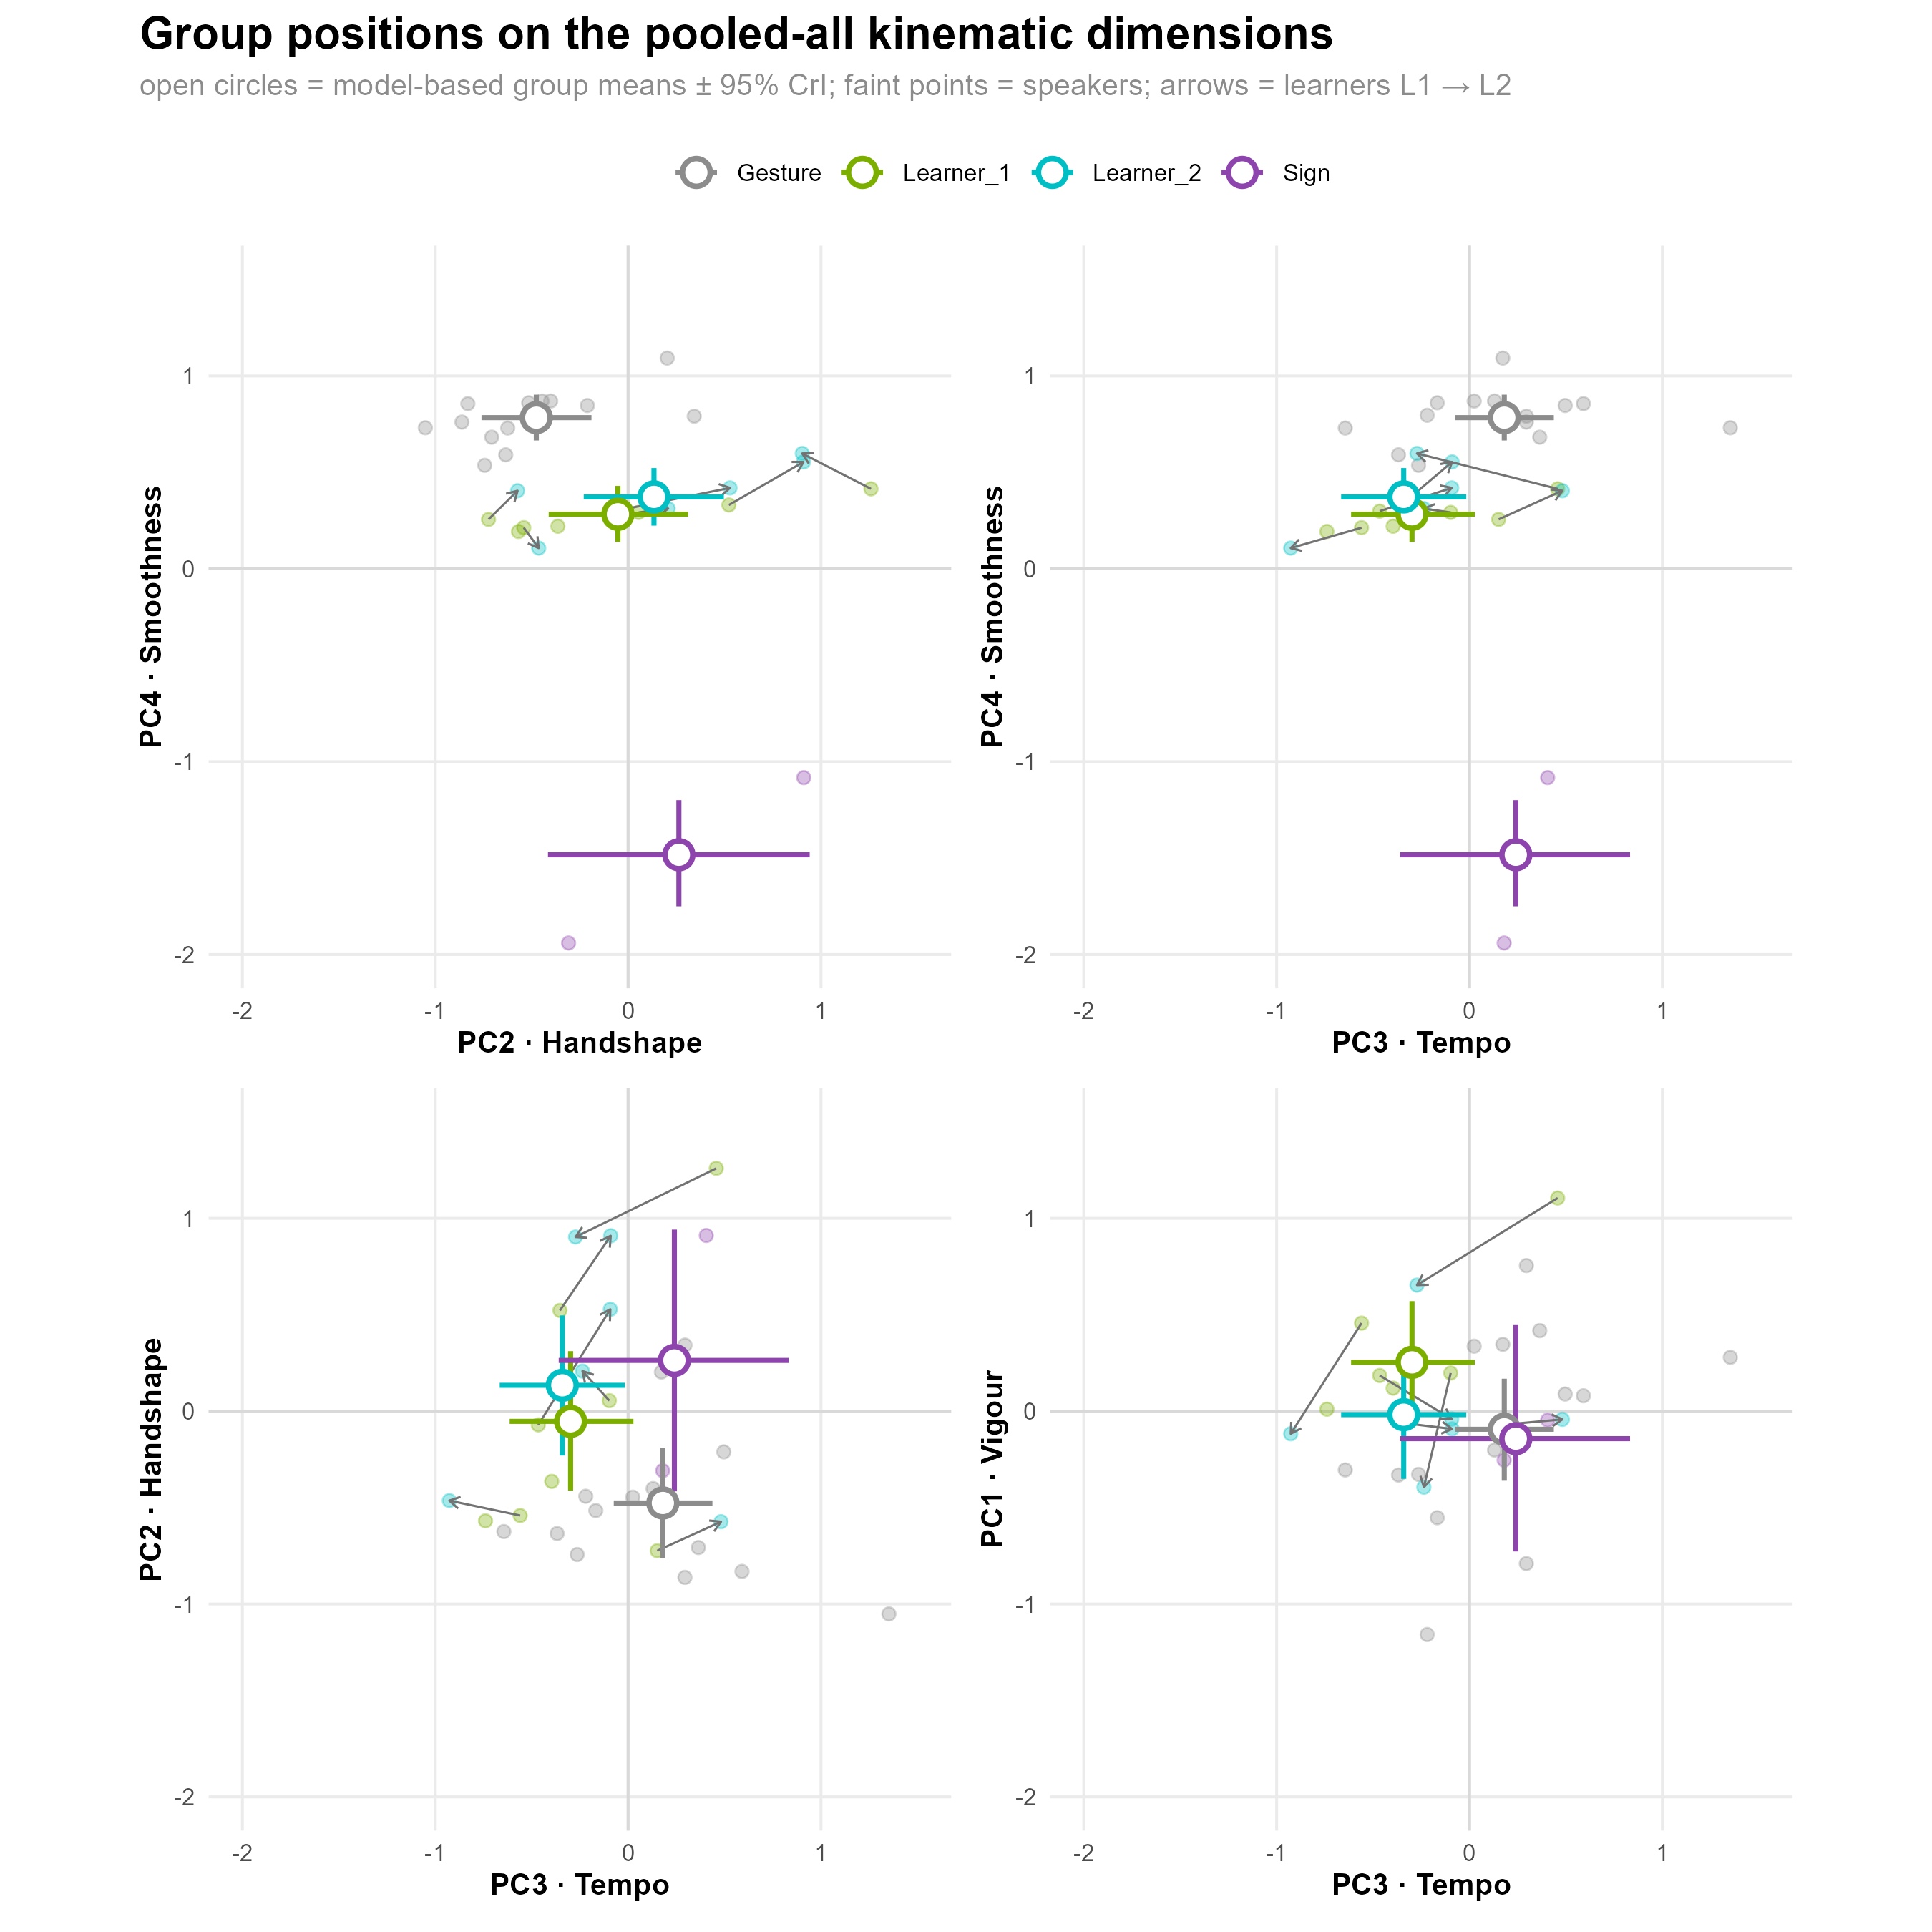 Group positions on the pooled-all kinematic dimensions
open circles = model-based group means ± 95% CrI; faint points = speakers; arrows = learners L1 → L2
Gesture Learner_1 Learner_2 Sign
PC4 · Smoothness
1
0
-1
-2
-2 -1 0 1
PC2 · Handshape
PC4 · Smoothness
1
0
-1
-2
-2 -1 0 1
PC3 · Tempo
PC2 · Handshape
1
0
-1
-2
-2 -1 0 1
PC3 · Tempo
PC1 · Vigour
1
0
-1
-2
-2 -1 0 1
PC3 · Tempo